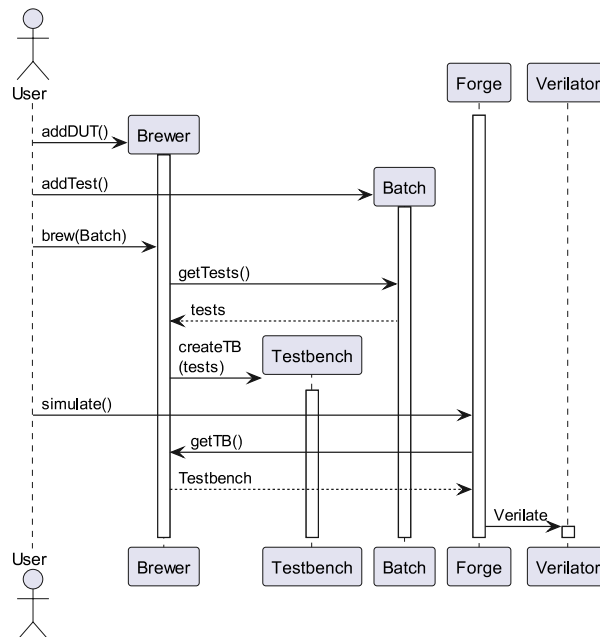 User
Forge
Verilator
addDUT()
Brewer
addTest()
Batch
brew(Batch)
getTests()
tests
createTB
(tests)
Testbench
simulate()
getTB()
Testbench
Verilate
User
Brewer
Testbench
Batch
Forge
Verilator